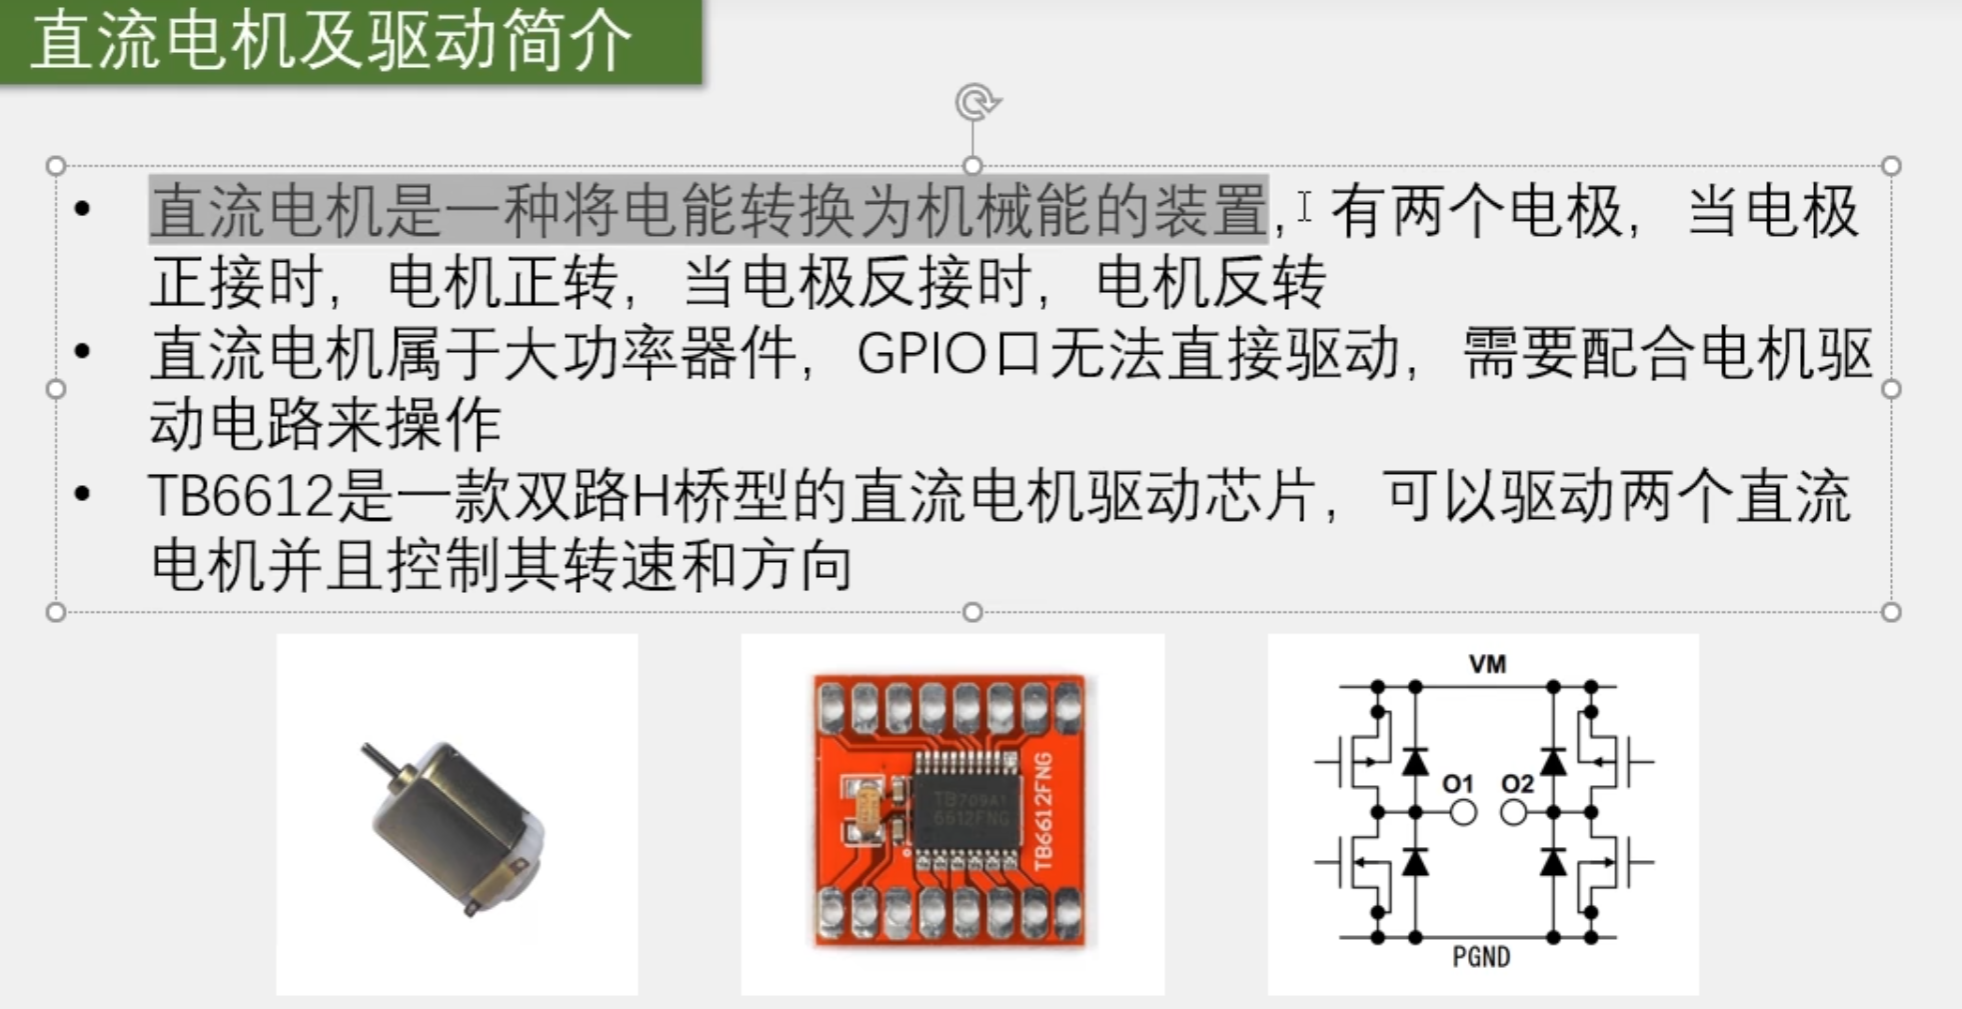 直流电机及驱动简介
• 直流电机是一种将电能转换为机械能的装置，有两个电极，当电极
正接时，电机正转，当电极反接时，电机反转
• 直流电机属于大功率器件，GPIO口无法直接驱动，需要配合电机驱
动电路来操作
• TB6612是一款双路H桥型的直流电机驱动芯片，可以驱动两个直流
电机并且控制其转速和方向
TB709A1
6612FNG
TB6612FNG
VM
O1 O2
PGND